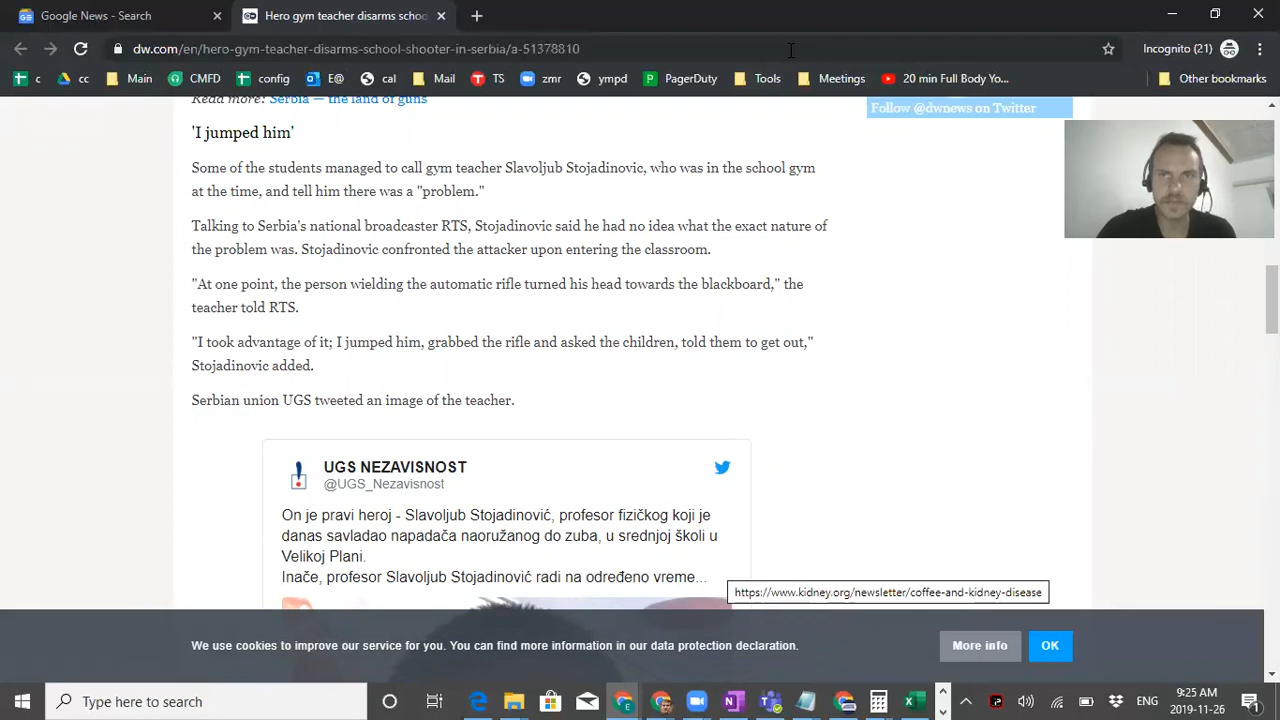 Google News - Search
Hero gym teacher disarms schoo
dw.com/en/hero-gym-teacher-disarms-school-shooter-in-serbia/a-51378810
Incognito (21)
c
cc
Main
CMFD
config
E@
cal
Mail
TS
zmr
ympd
PagerDuty
Tools
Meetings
20 min Full Body Yo...
Other bookmarks
Read more: Serbia — the land of guns
Follow @dwnews on Twitter
'I jumped him'
Some of the students managed to call gym teacher Slavoljub Stojadinovic, who was in the school gym
at the time, and tell him there was a "problem."
Talking to Serbia's national broadcaster RTS, Stojadinovic said he had no idea what the exact nature of
the problem was. Stojadinovic confronted the attacker upon entering the classroom.
"At one point, the person wielding the automatic rifle turned his head towards the blackboard," the
teacher told RTS.
"I took advantage of it; I jumped him, grabbed the rifle and asked the children, told them to get out,"
Stojadinovic added.
Serbian union UGS tweeted an image of the teacher.
UGS NEZAVISNOST
@UGS_Nezavisnost
On je pravi heroj - Slavoljub Stojadinović, profesor fizičkog koji je
danas savladao napadača naoružanog do zuba, u srednjoj školi u
Velikoj Plani.
Inače, profesor Slavoljub Stojadinović radi na određeno vreme...
https://www.kidney.org/newsletter/coffee-and-kidney-disease
We use cookies to improve our service for you. You can find more information in our data protection declaration.
More info
OK
Type here to search
ENG
9:25 AM
2019-11-26